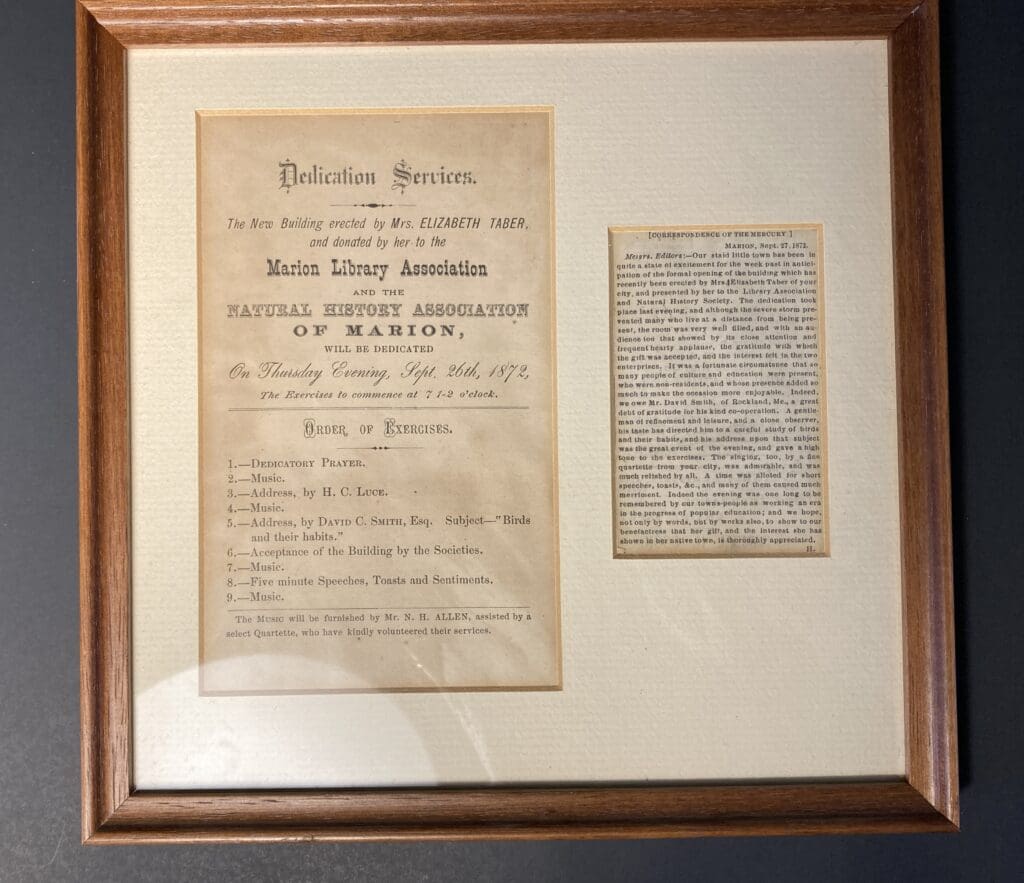 Dedication Services.
The New Building erected by Mrs. ELIZABETH TABER,
and donated by her to the
Marion Library Association
AND THE
NATURAL HISTORY ASSOCIATION
OF MARION,
WILL BE DEDICATED
On Thursday Evening, Sept. 26th, 1872,
The Exercises to commence at 7 1-2 o'clock.
ORDER OF EXERCISES.
1.—DEDICATORY PRAYER.
2.—Music.
3.—Address, by H. C. LUCE.
4.—Music.
5.—Address, by DAVID C. SMITH, Esq. Subject—"Birds
and their habits."
6.—Acceptance of the Building by the Societies.
7.—Music.
8.—Five minute Speeches, Toasts and Sentiments.
9.—Music.
The MUSIC will be furnished by Mr. N. H. ALLEN, assisted by a
select Quartette, who have kindly volunteered their services.
[CORRESPONDENCE OF THE MERCURY.]
MARION, Sept. 27, 1872.
Messrs. Editors:—Our staid little town has been in
quite a state of excitement for the week past in antici-
pation of the formal opening of the building which has
recently been erected by Mrs. Elizabeth Taber of your
city, and presented by her to the Library Association
and Natural History Society. The dedication took
place last evening, and although the severe storm pre-
vented many who live at a distance from being pre-
sent, the room was very well filled, and with an au-
dience too that showed by its close attention and
frequent hearty applause, the gratitude with which
the gift was accepted, and the interest felt in the two
enterprises. It was a fortunate circumstance that so
many people of culture and education were present,
who were non-residents, and whose presence added so
much to make the occasion more enjoyable. Indeed,
we owe Mr. David Smith, of Rockland, Me., a great
debt of gratitude for his kind co-operation. A gentle-
man of refinement and leisure, and a close observer,
his taste has directed him to a careful study of birds
and their habits, and his address upon that subject
was the great event of the evening, and gave a high
tone to the exercises. The singing, too, by a fine
quartette from your city, was admirable, and was
much relished by all. A time was alloted for short
speeches, toasts, &c., and many of them caused much
merriment. Indeed the evening was one long to be
remembered by our towns-people as working an era
in the progress of popular education; and we hope,
not only by words, but by works also, to show to our
benefactress that her gift, and the interest she has
shown in her native town, is thoroughly appreciated.
H.